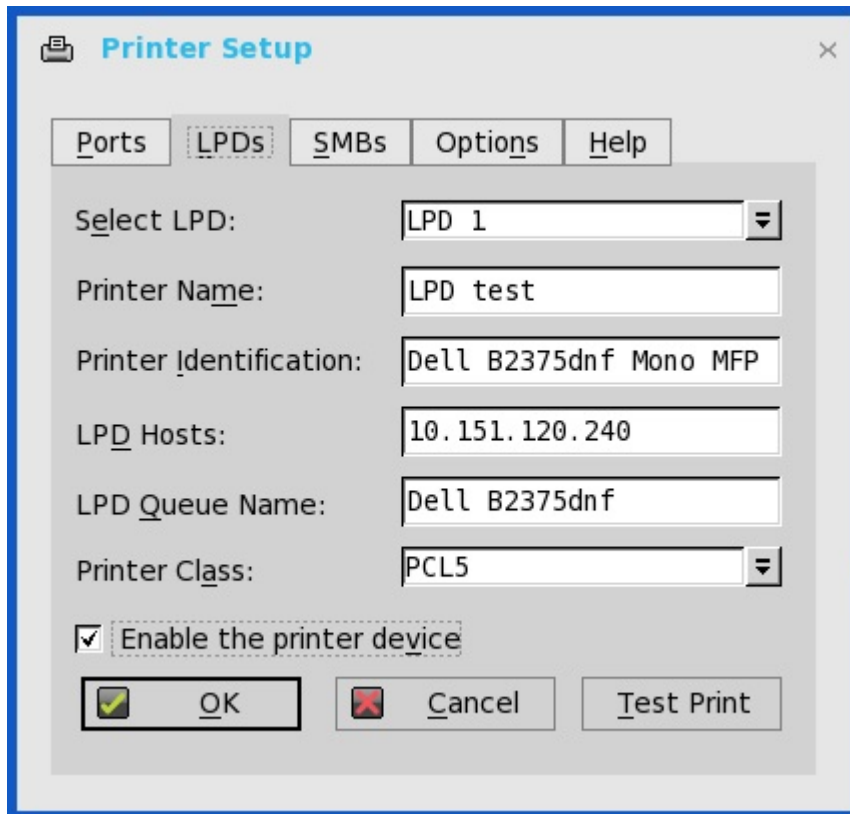 Printer Setup
Ports LPDs SMBs Options Help
Select LPD: LPD 1
Printer Name: LPD test
Printer Identification: Dell B2375dnf Mono MFP
LPD Hosts: 10.151.120.240
LPD Queue Name: Dell B2375dnf
Printer Class: PCL5
Enable the printer device
OK Cancel Test Print